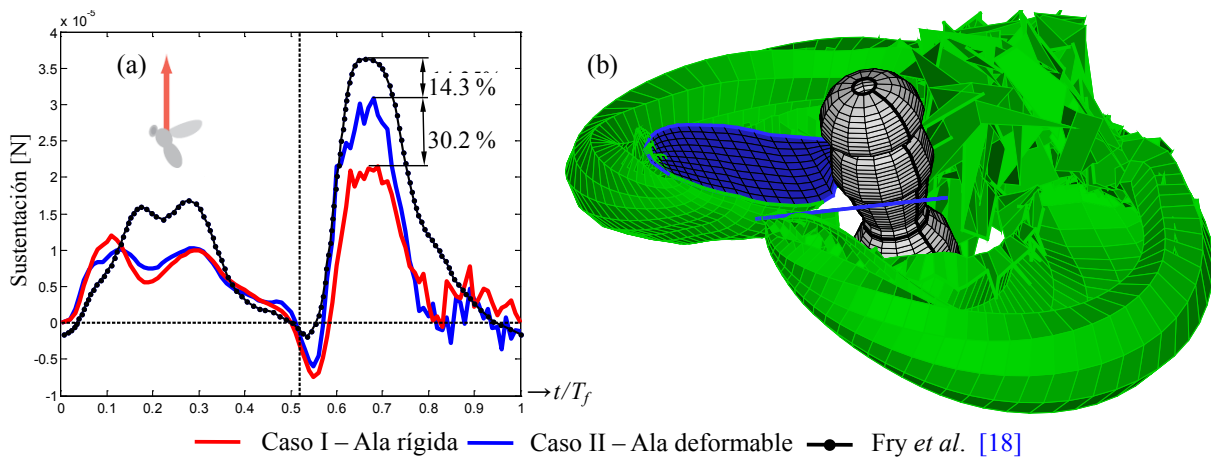 x 10⁻⁵
4
3.5
3
2.5
2
1.5
1
0.5
0
-0.5
-1
Sustentación [N]
(a)
14.3 %
30.2 %
0 0.1 0.2 0.3 0.4 0.5 0.6 0.7 0.8 0.9 1
→t/T_f
(b)
Caso I – Ala rígida
Caso II – Ala deformable
Fry et al. [18]